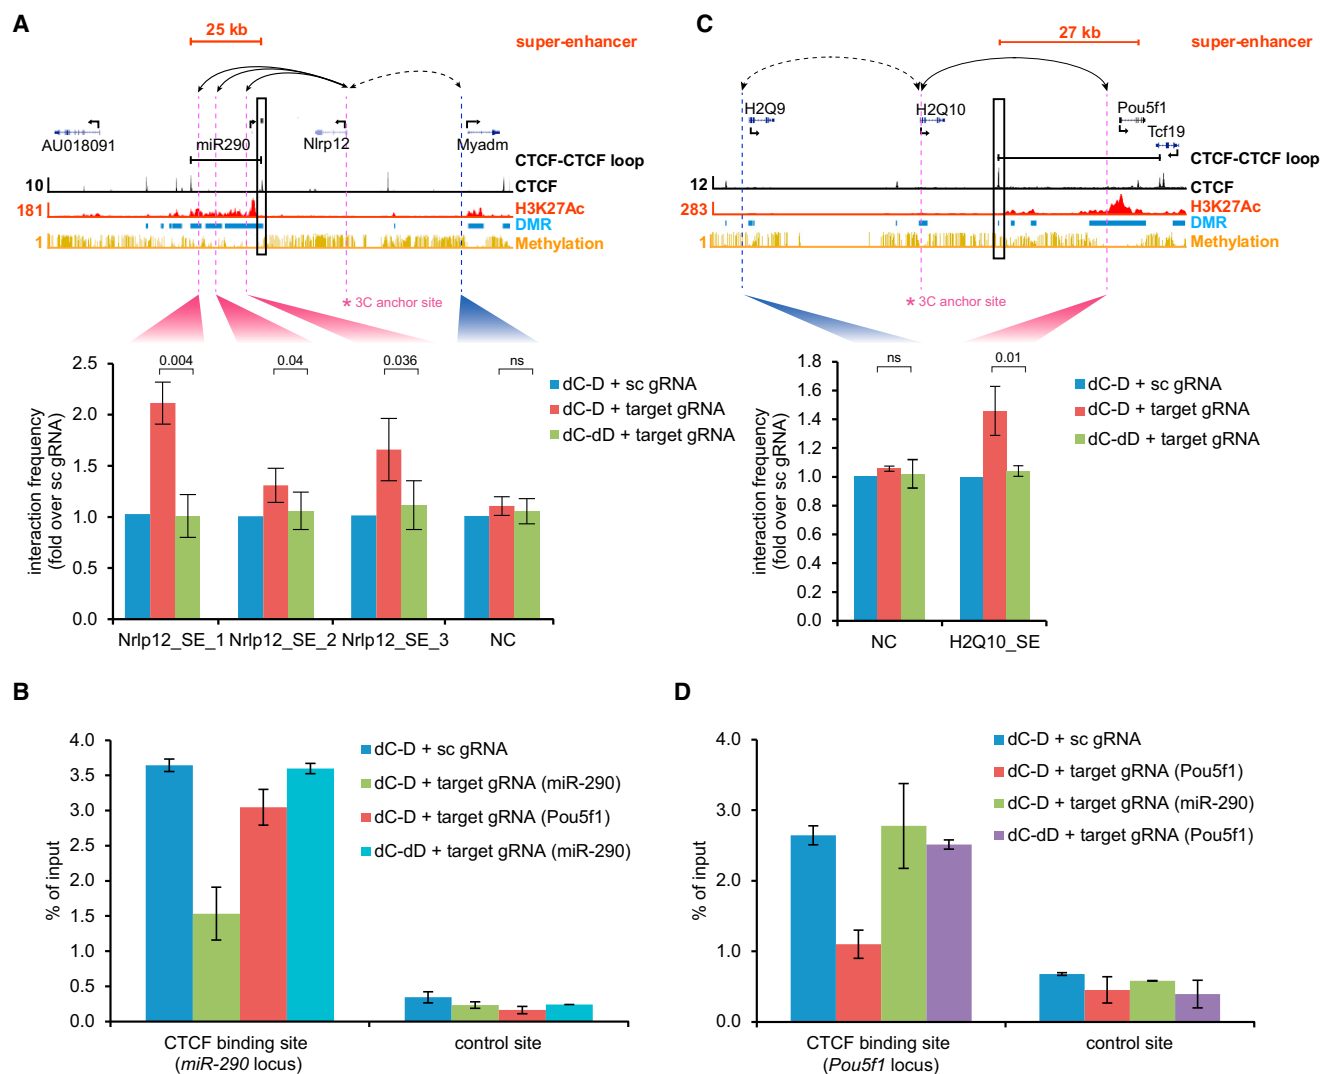 A
25 kb
super-enhancer
AU018091
miR290
Nlrp12
Myadm
CTCF-CTCF loop
10
CTCF
181
H3K27Ac
DMR
1
Methylation
* 3C anchor site
2.5
2.0
1.5
1.0
0.5
0.0
interaction frequency
(fold over sc gRNA)
0.004
0.04
0.036
ns
dC-D + sc gRNA
dC-D + target gRNA
dC-dD + target gRNA
Nrlp12_SE_1
Nrlp12_SE_2
Nrlp12_SE_3
NC
C
27 kb
super-enhancer
H2Q9
H2Q10
Pou5f1
Tcf19
CTCF-CTCF loop
12
CTCF
283
H3K27Ac
DMR
1
Methylation
* 3C anchor site
1.8
1.6
1.4
1.2
1.0
0.8
0.6
0.4
0.2
0.0
interaction frequency
(fold over sc gRNA)
ns
0.01
dC-D + sc gRNA
dC-D + target gRNA
dC-dD + target gRNA
NC
H2Q10_SE
B
4.0
3.5
3.0
2.5
2.0
1.5
1.0
0.5
0.0
% of input
dC-D + sc gRNA
dC-D + target gRNA (miR-290)
dC-D + target gRNA (Pou5f1)
dC-dD + target gRNA (miR-290)
CTCF binding site
(miR-290 locus)
control site
D
4.0
3.0
2.0
1.0
0.0
% of input
dC-D + sc gRNA
dC-D + target gRNA (Pou5f1)
dC-D + target gRNA (miR-290)
dC-dD + target gRNA (Pou5f1)
CTCF binding site
(Pou5f1 locus)
control site